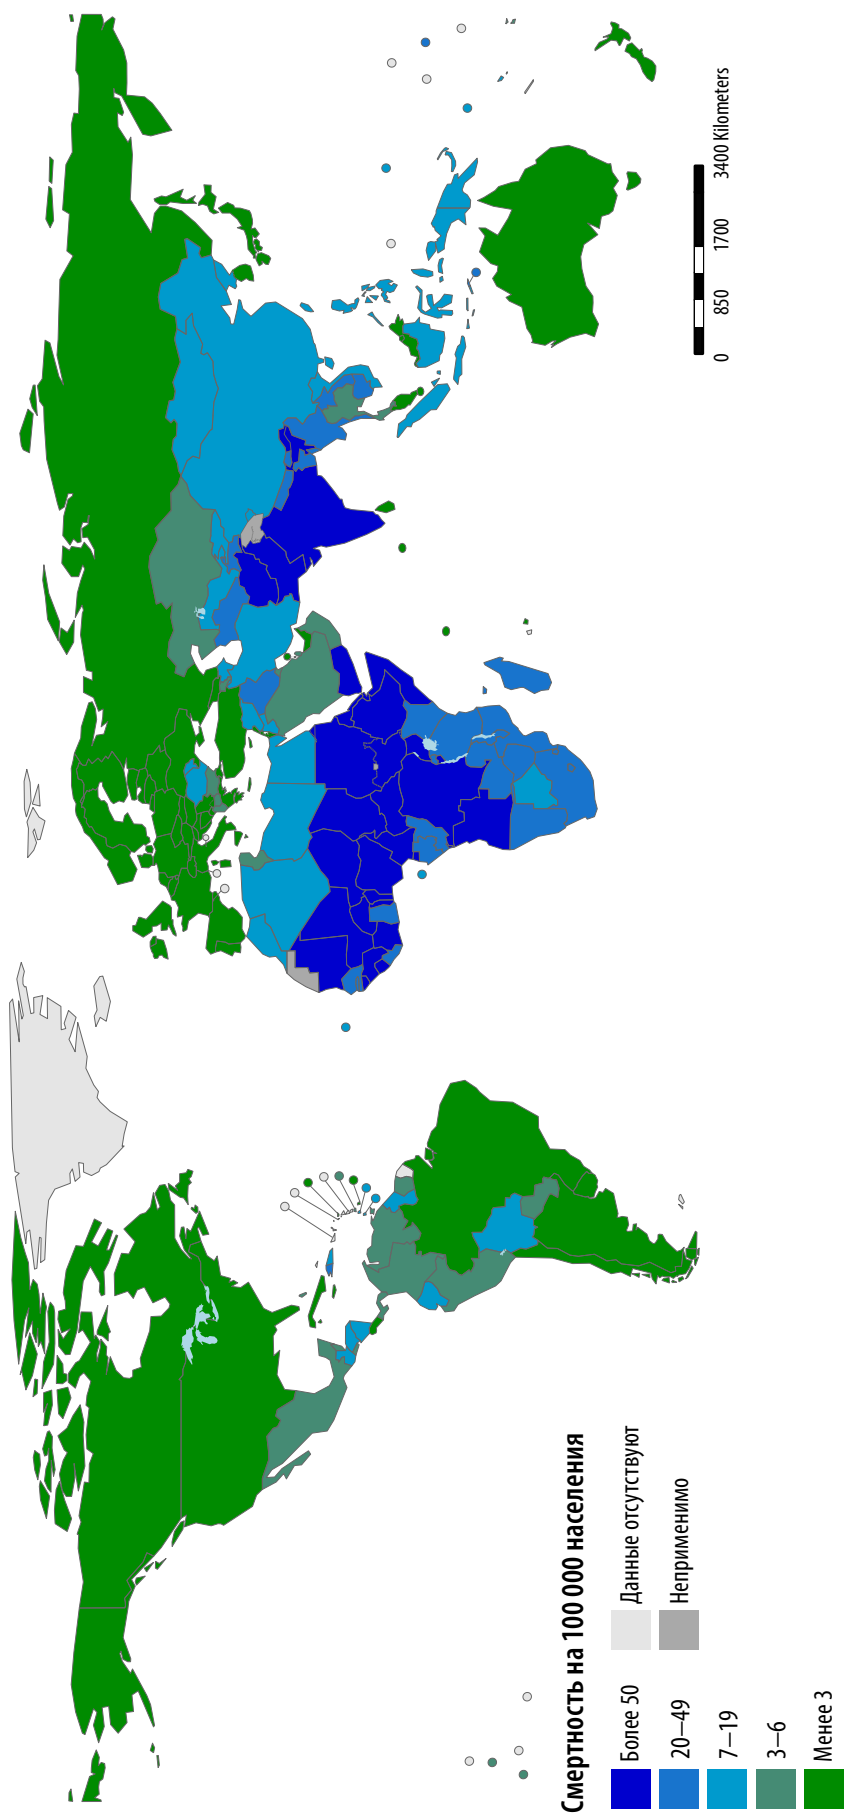 Смертность на 100 000 населения
Более 50
20–49
7–19
3–6
Менее 3
Данные отсутствуют
Неприменимо
0 850 1700 3400 Kilometers